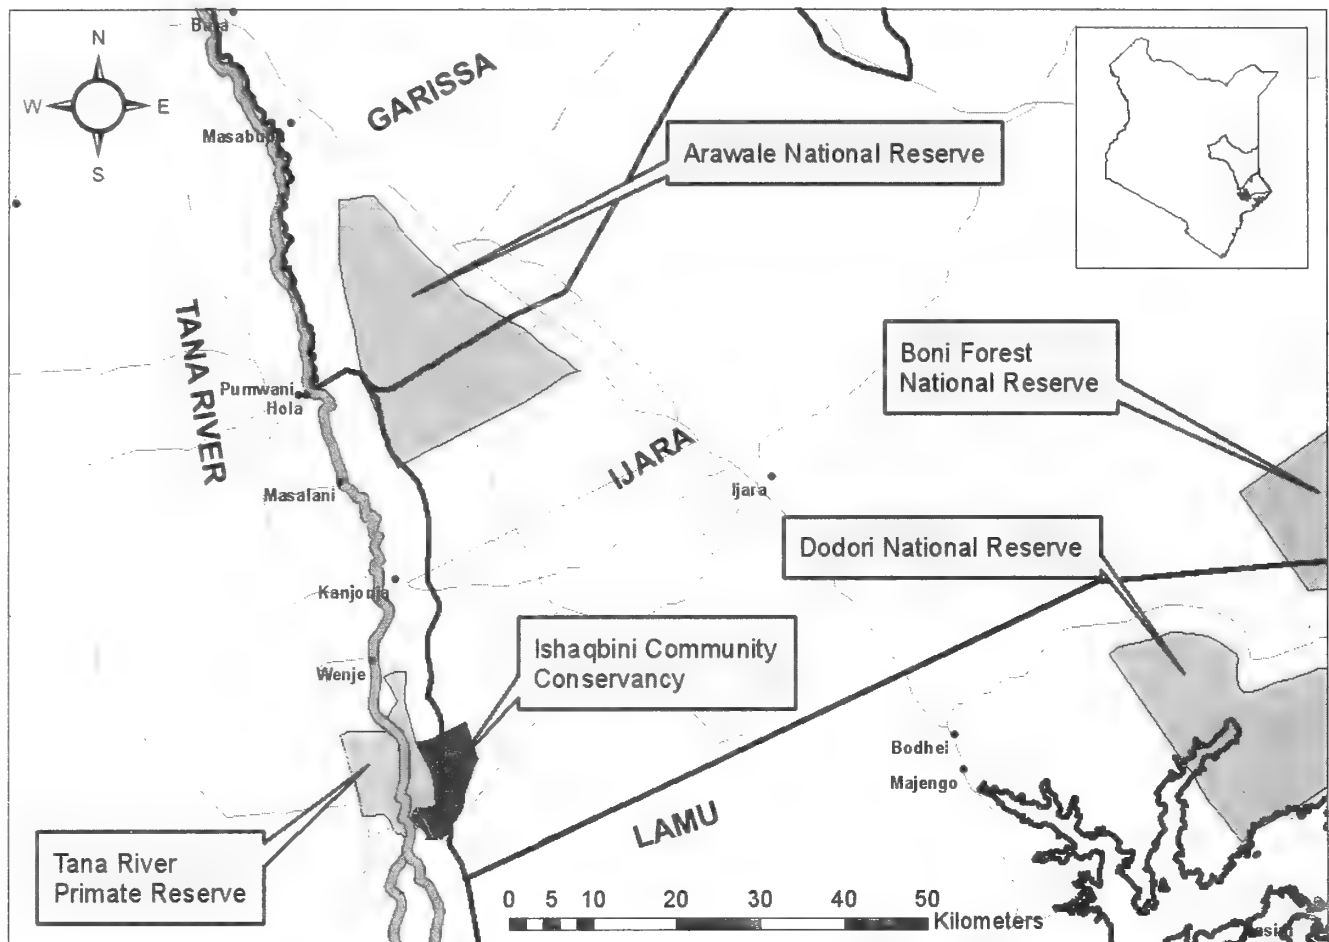 Bura
N
W
E
S
GARISSA
Masabubu
Arawale National Reserve
TANA RIVER
Boni Forest
National Reserve
Pumwani
Hola
IJARA
Masalani
Ijara
Dodori National Reserve
Kanjonja
Ishaqbini Community
Conservancy
Wenje
Bodhei
Majengo
LAMU
Tana River
Primate Reserve
0 5 10 20 30 40 50
Kilometers